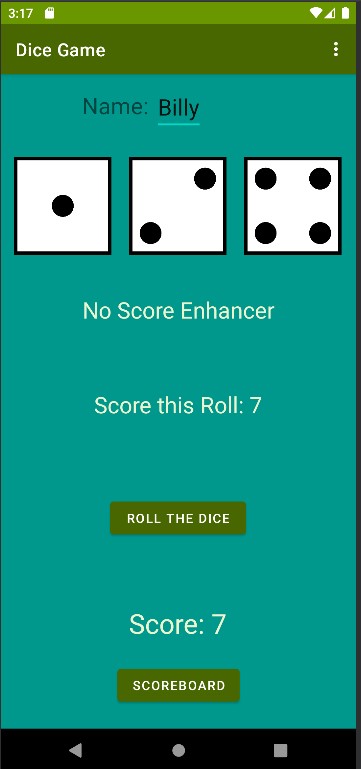 3:17
Dice Game
Name: Billy
No Score Enhancer
Score this Roll: 7
ROLL THE DICE
Score: 7
SCOREBOARD